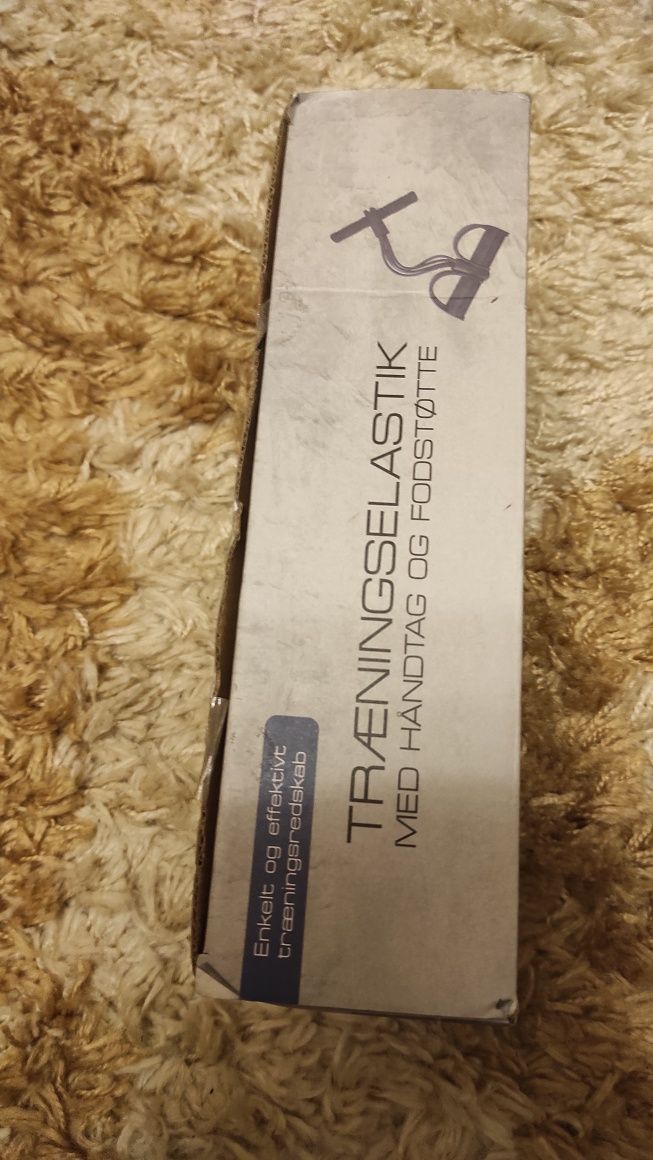 Enkelt og effektivt
træningsredskab
TRÆNINGSELASTIK
MED HÅNDTAG OG FODSTØTTE